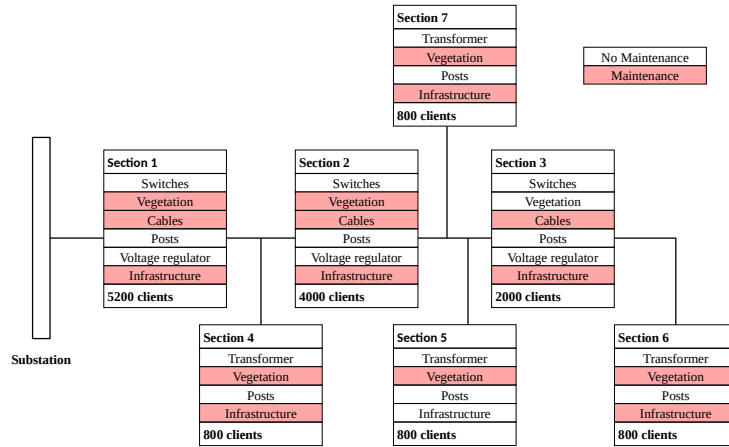 Section 7
Transformer
Vegetation
Posts
Infrastructure
800 clients
No Maintenance
Maintenance
Section 1
Switches
Vegetation
Cables
Posts
Voltage regulator
Infrastructure
5200 clients
Section 2
Switches
Vegetation
Cables
Posts
Voltage regulator
Infrastructure
4000 clients
Section 3
Switches
Vegetation
Cables
Posts
Voltage regulator
Infrastructure
2000 clients
Substation
Section 4
Transformer
Vegetation
Posts
Infrastructure
800 clients
Section 5
Transformer
Vegetation
Posts
Infrastructure
800 clients
Section 6
Transformer
Vegetation
Posts
Infrastructure
800 clients